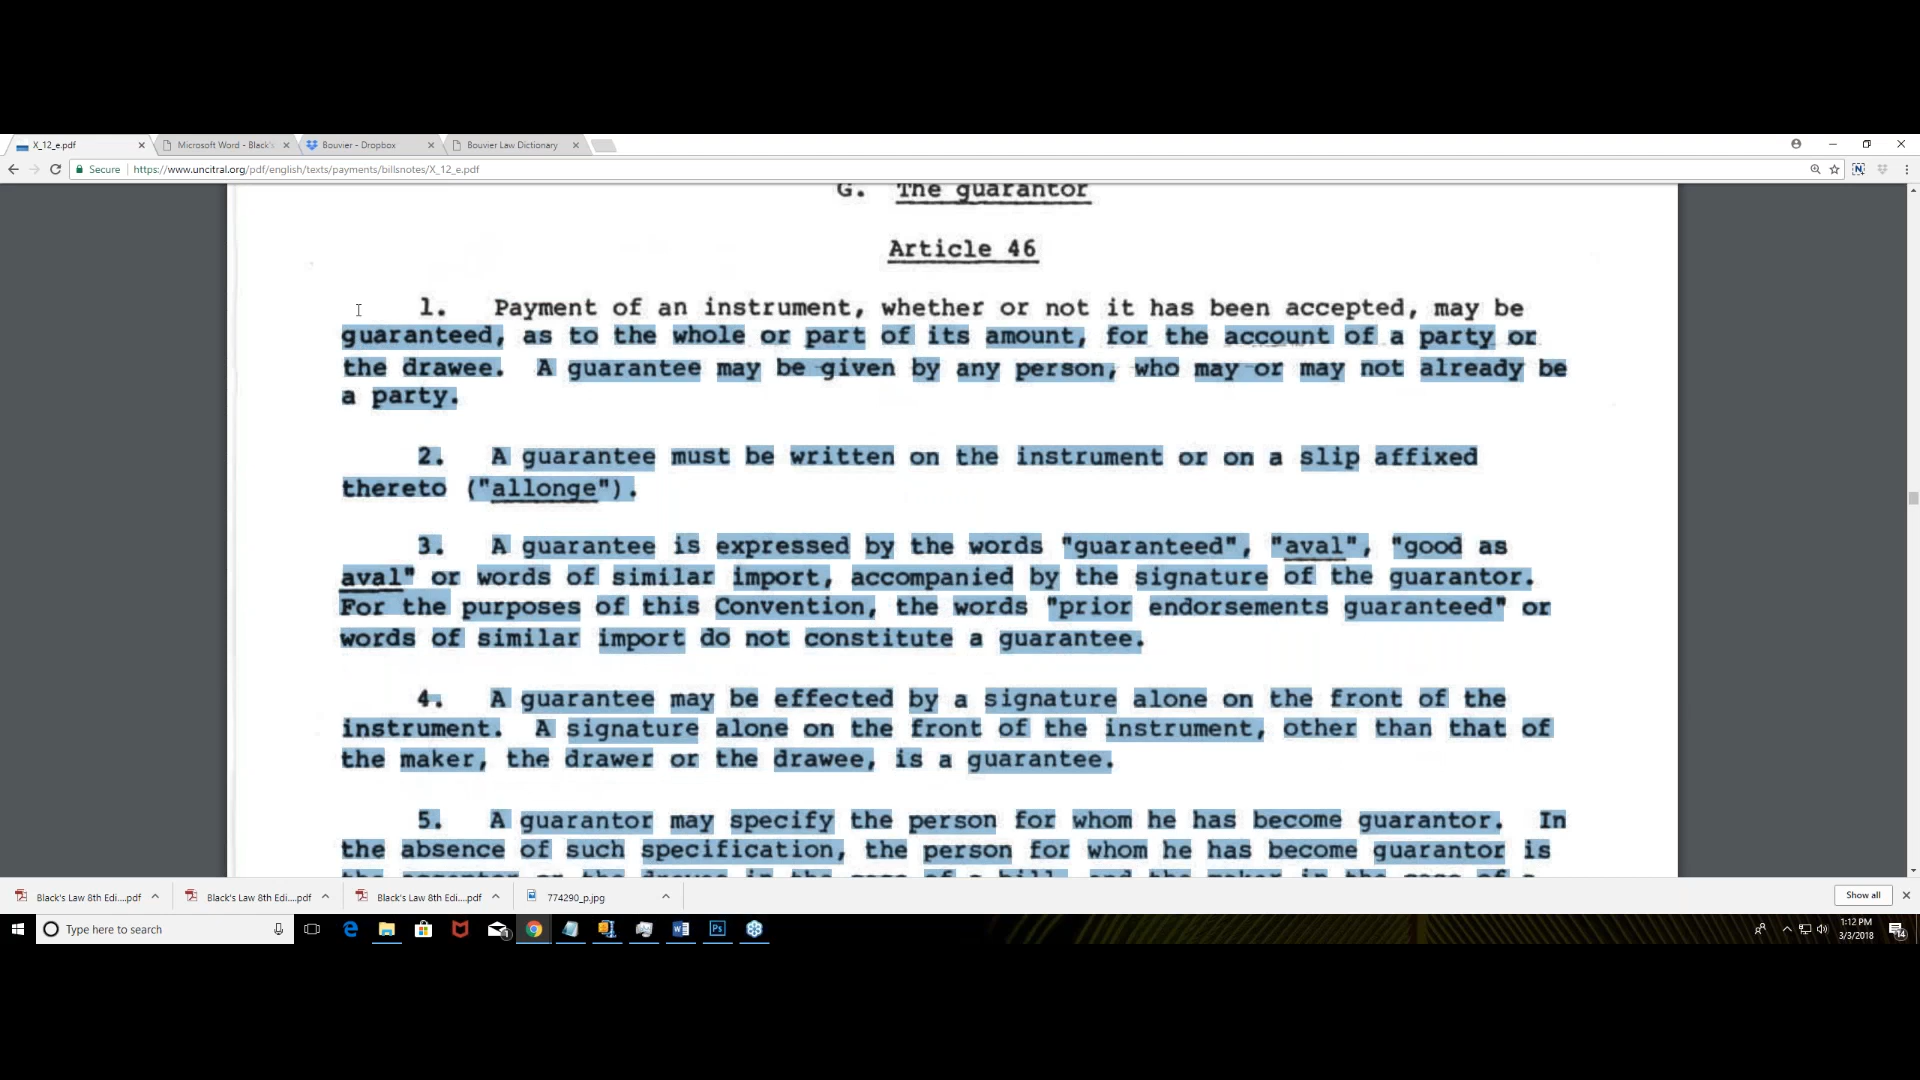 X_12_e.pdf
Microsoft Word - Black's
Bouvier - Dropbox
Bouvier Law Dictionary
Secure
https://www.uncitral.org/pdf/english/texts/payments/billsnotes/X_12_e.pdf
G. The guarantor
Article 46
1. Payment of an instrument, whether or not it has been accepted, may be
guaranteed, as to the whole or part of its amount, for the account of a party or
the drawee. A guarantee may be given by any person, who may or may not already be
a party.
2. A guarantee must be written on the instrument or on a slip affixed
thereto ("allonge").
3. A guarantee is expressed by the words "guaranteed", "aval", "good as
aval" or words of similar import, accompanied by the signature of the guarantor.
For the purposes of this Convention, the words "prior endorsements guaranteed" or
words of similar import do not constitute a guarantee.
4. A guarantee may be effected by a signature alone on the front of the
instrument. A signature alone on the front of the instrument, other than that of
the maker, the drawer or the drawee, is a guarantee.
5. A guarantor may specify the person for whom he has become guarantor. In
the absence of such specification, the person for whom he has become guarantor is
Black's Law 8th Edi....pdf
Black's Law 8th Edi....pdf
Black's Law 8th Edi....pdf
774290_p.jpg
Show all
Type here to search
1:12 PM
3/3/2018
14